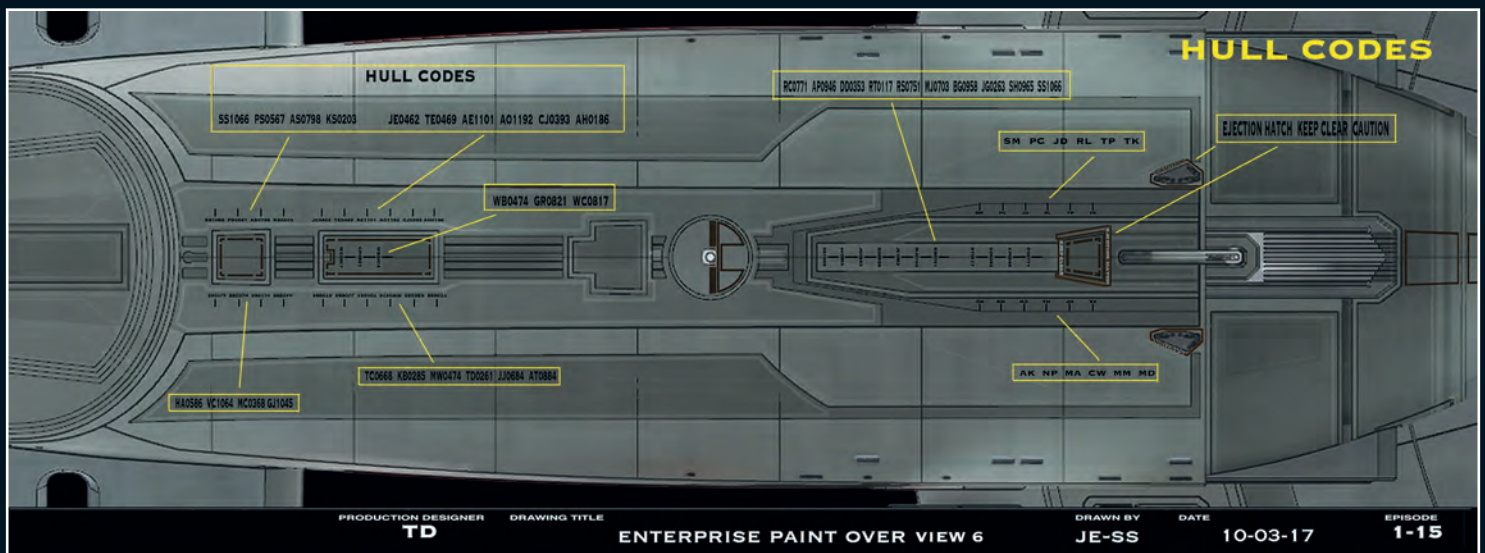 HULL CODES
HULL CODES
SS1066 PS0567 AS0798 KS0203
JE0462 TE0469 AE1101 AO1192 CJ0393 AH0186
RC0771 AP0946 DD0353 RT0117 RS0751 MJ0703 BG0958 JG0263 SH0965 SS1066
SM PC JD RL TP TK
EJECTION HATCH KEEP CLEAR CAUTION
WB0474 GR0821 WC0817
TC0668 KB0285 MW0474 TD0261 JJ0684 AT0884
HA0586 VC1064 MC0368 GJ1045
AK NP MA CW MM MD
PRODUCTION DESIGNER
TD
DRAWING TITLE
ENTERPRISE PAINT OVER VIEW 6
DRAWN BY
JE-SS
DATE
10-03-17
EPISODE
1-15